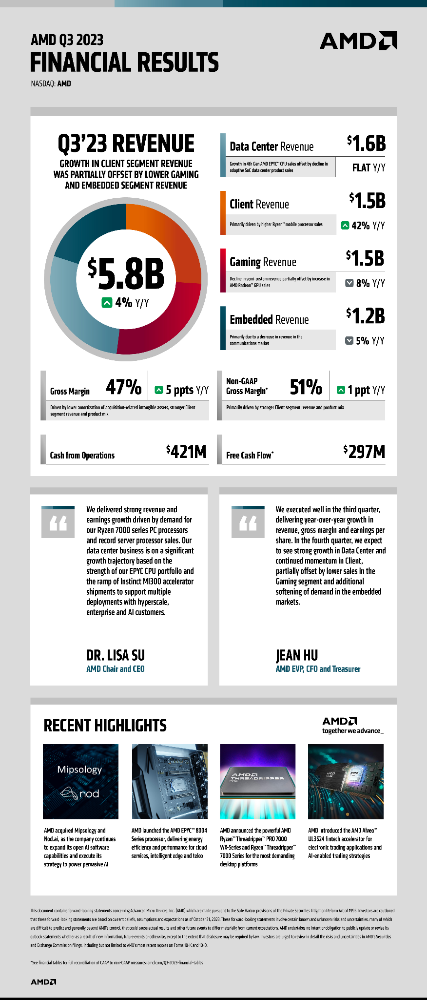 AMD Q3 2023
FINANCIAL RESULTS
NASDAQ: AMD
AMD
Q3'23 REVENUE
GROWTH IN CLIENT SEGMENT REVENUE
WAS PARTIALLY OFFSET BY LOWER GAMING
AND EMBEDDED SEGMENT REVENUE
$5.8B
4% Y/Y
Data Center Revenue
$1.6B
Growth in 4th Gen AMD EPYC™ CPU sales offset by decline in
adaptive SoC data center product sales
FLAT Y/Y
Client Revenue
$1.5B
Primarily driven by higher Ryzen™ mobile processor sales
42% Y/Y
Gaming Revenue
$1.5B
Decline in semi-custom revenue partially offset by increase in
AMD Radeon™ GPU sales
8% Y/Y
Embedded Revenue
$1.2B
Primarily due to a decrease in revenue in the
communications market
5% Y/Y
Gross Margin
47%
5 ppts Y/Y
Driven by lower amortization of acquisition-related intangible assets, stronger Client
segment revenue and product mix
Non-GAAP
Gross Margin*
51%
1 ppt Y/Y
Primarily driven by stronger Client segment revenue and product mix
Cash from Operations
$421M
Free Cash Flow*
$297M
We delivered strong revenue and
earnings growth driven by demand for
our Ryzen 7000 series PC processors
and record server processor sales. Our
data center business is on a significant
growth trajectory based on the
strength of our EPYC CPU portfolio and
the ramp of Instinct MI300 accelerator
shipments to support multiple
deployments with hyperscale,
enterprise and AI customers.
DR. LISA SU
AMD Chair and CEO
We executed well in the third quarter,
delivering year-over-year growth in
revenue, gross margin and earnings per
share. In the fourth quarter, we expect
to see strong growth in Data Center and
continued momentum in Client,
partially offset by lower sales in the
Gaming segment and additional
softening of demand in the embedded
markets.
JEAN HU
AMD EVP, CFO and Treasurer
RECENT HIGHLIGHTS
AMD
together we advance_
Mipsology
nod
AMD acquired Mipsology and
Nod.ai, as the company continues
to expand its open AI software
capabilities and execute its
strategy to power pervasive AI
AMD launched the AMD EPYC™ 8004
Series processor, delivering energy
efficiency and performance for cloud
services, intelligent edge and telco
AMD
THREADRIPPER
PRO
AMD announced the powerful AMD
Ryzen™ Threadripper™ PRO 7000
WX-Series and Ryzen™ Threadripper™
7000 Series for the most demanding
desktop platforms
AMD
AMD
AMD introduced the AMD Alveo™
UL3524 fintech accelerator for
electronic trading applications and
AI-enabled trading strategies
This document contains forward-looking statements concerning Advanced Micro Devices, Inc. (AMD) which are made pursuant to the Safe Harbor provisions of the Private Securities Litigation Reform Act of 1995. Investors are cautioned
that these forward-looking statements are based on current beliefs, assumptions and expectations as of October 31, 2023. These forward-looking statements involve certain known and unknown risks and uncertainties, many of which
are difficult to predict and generally beyond AMD's control, that could cause actual results and other future events to differ materially from current expectations. AMD undertakes no intent or obligation to publicly update or revise its
outlook statements whether as a result of new information, future events or otherwise, except to the extent that disclosure may be required by law. Investors are urged to review in detail the risks and uncertainties in AMD's Securities
and Exchange Commission filings, including but not limited to AMD's most recent reports on Forms 10-K and 10-Q.
*See financial tables for full reconciliation of GAAP to non-GAAP measures: amd.com/Q3-2023-financial-tables
AMD